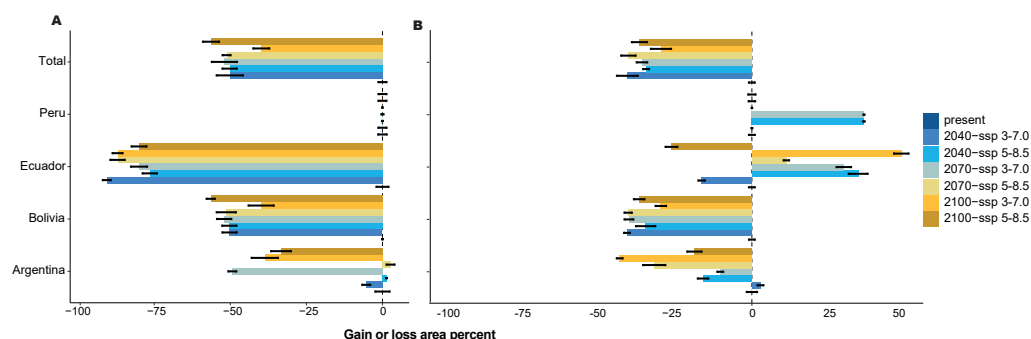 A
B
Total
Peru
Ecuador
Bolivia
Argentina
−100 −75 −50 −25 0
-100 -75 -50 -25 0 25 50
Gain or loss area percent
present
2040−ssp 3−7.0
2040−ssp 5−8.5
2070−ssp 3−7.0
2070−ssp 5−8.5
2100−ssp 3−7.0
2100−ssp 5−8.5